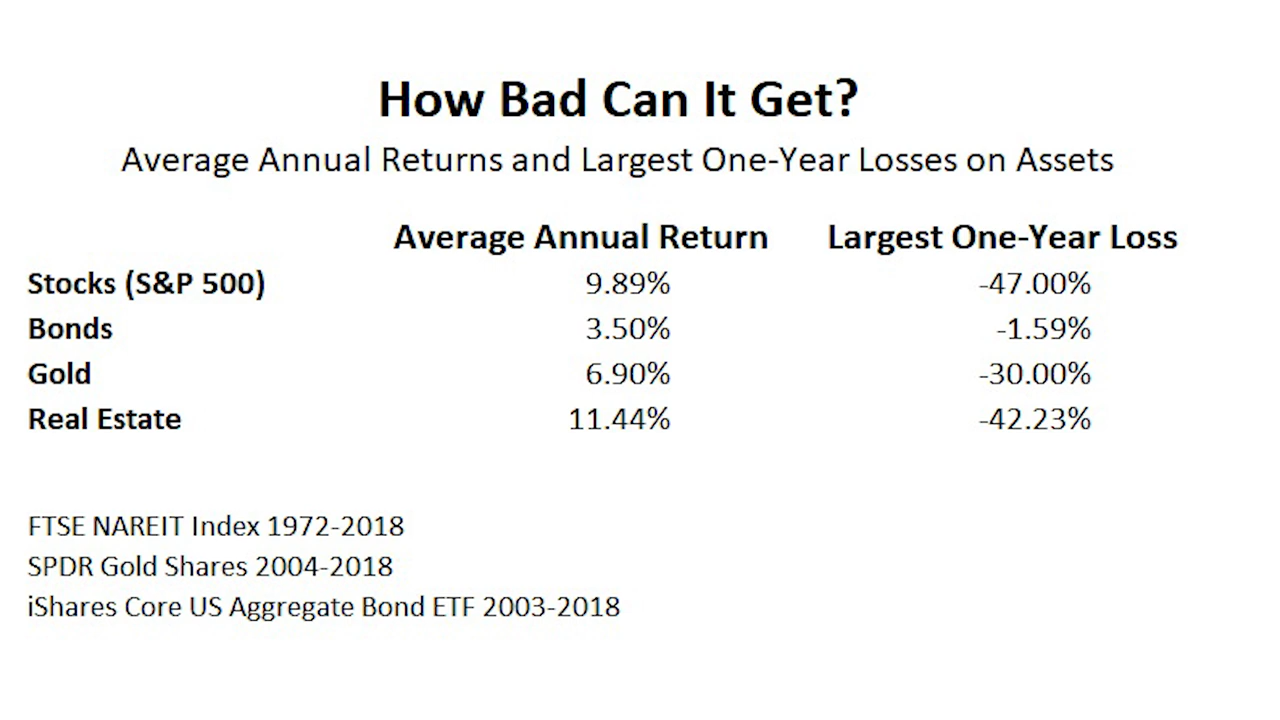 How Bad Can It Get?
Average Annual Returns and Largest One-Year Losses on Assets
Average Annual Return Largest One-Year Loss
Stocks (S&P 500) 9.89% -47.00%
Bonds 3.50% -1.59%
Gold 6.90% -30.00%
Real Estate 11.44% -42.23%
FTSE NAREIT Index 1972-2018
SPDR Gold Shares 2004-2018
iShares Core US Aggregate Bond ETF 2003-2018